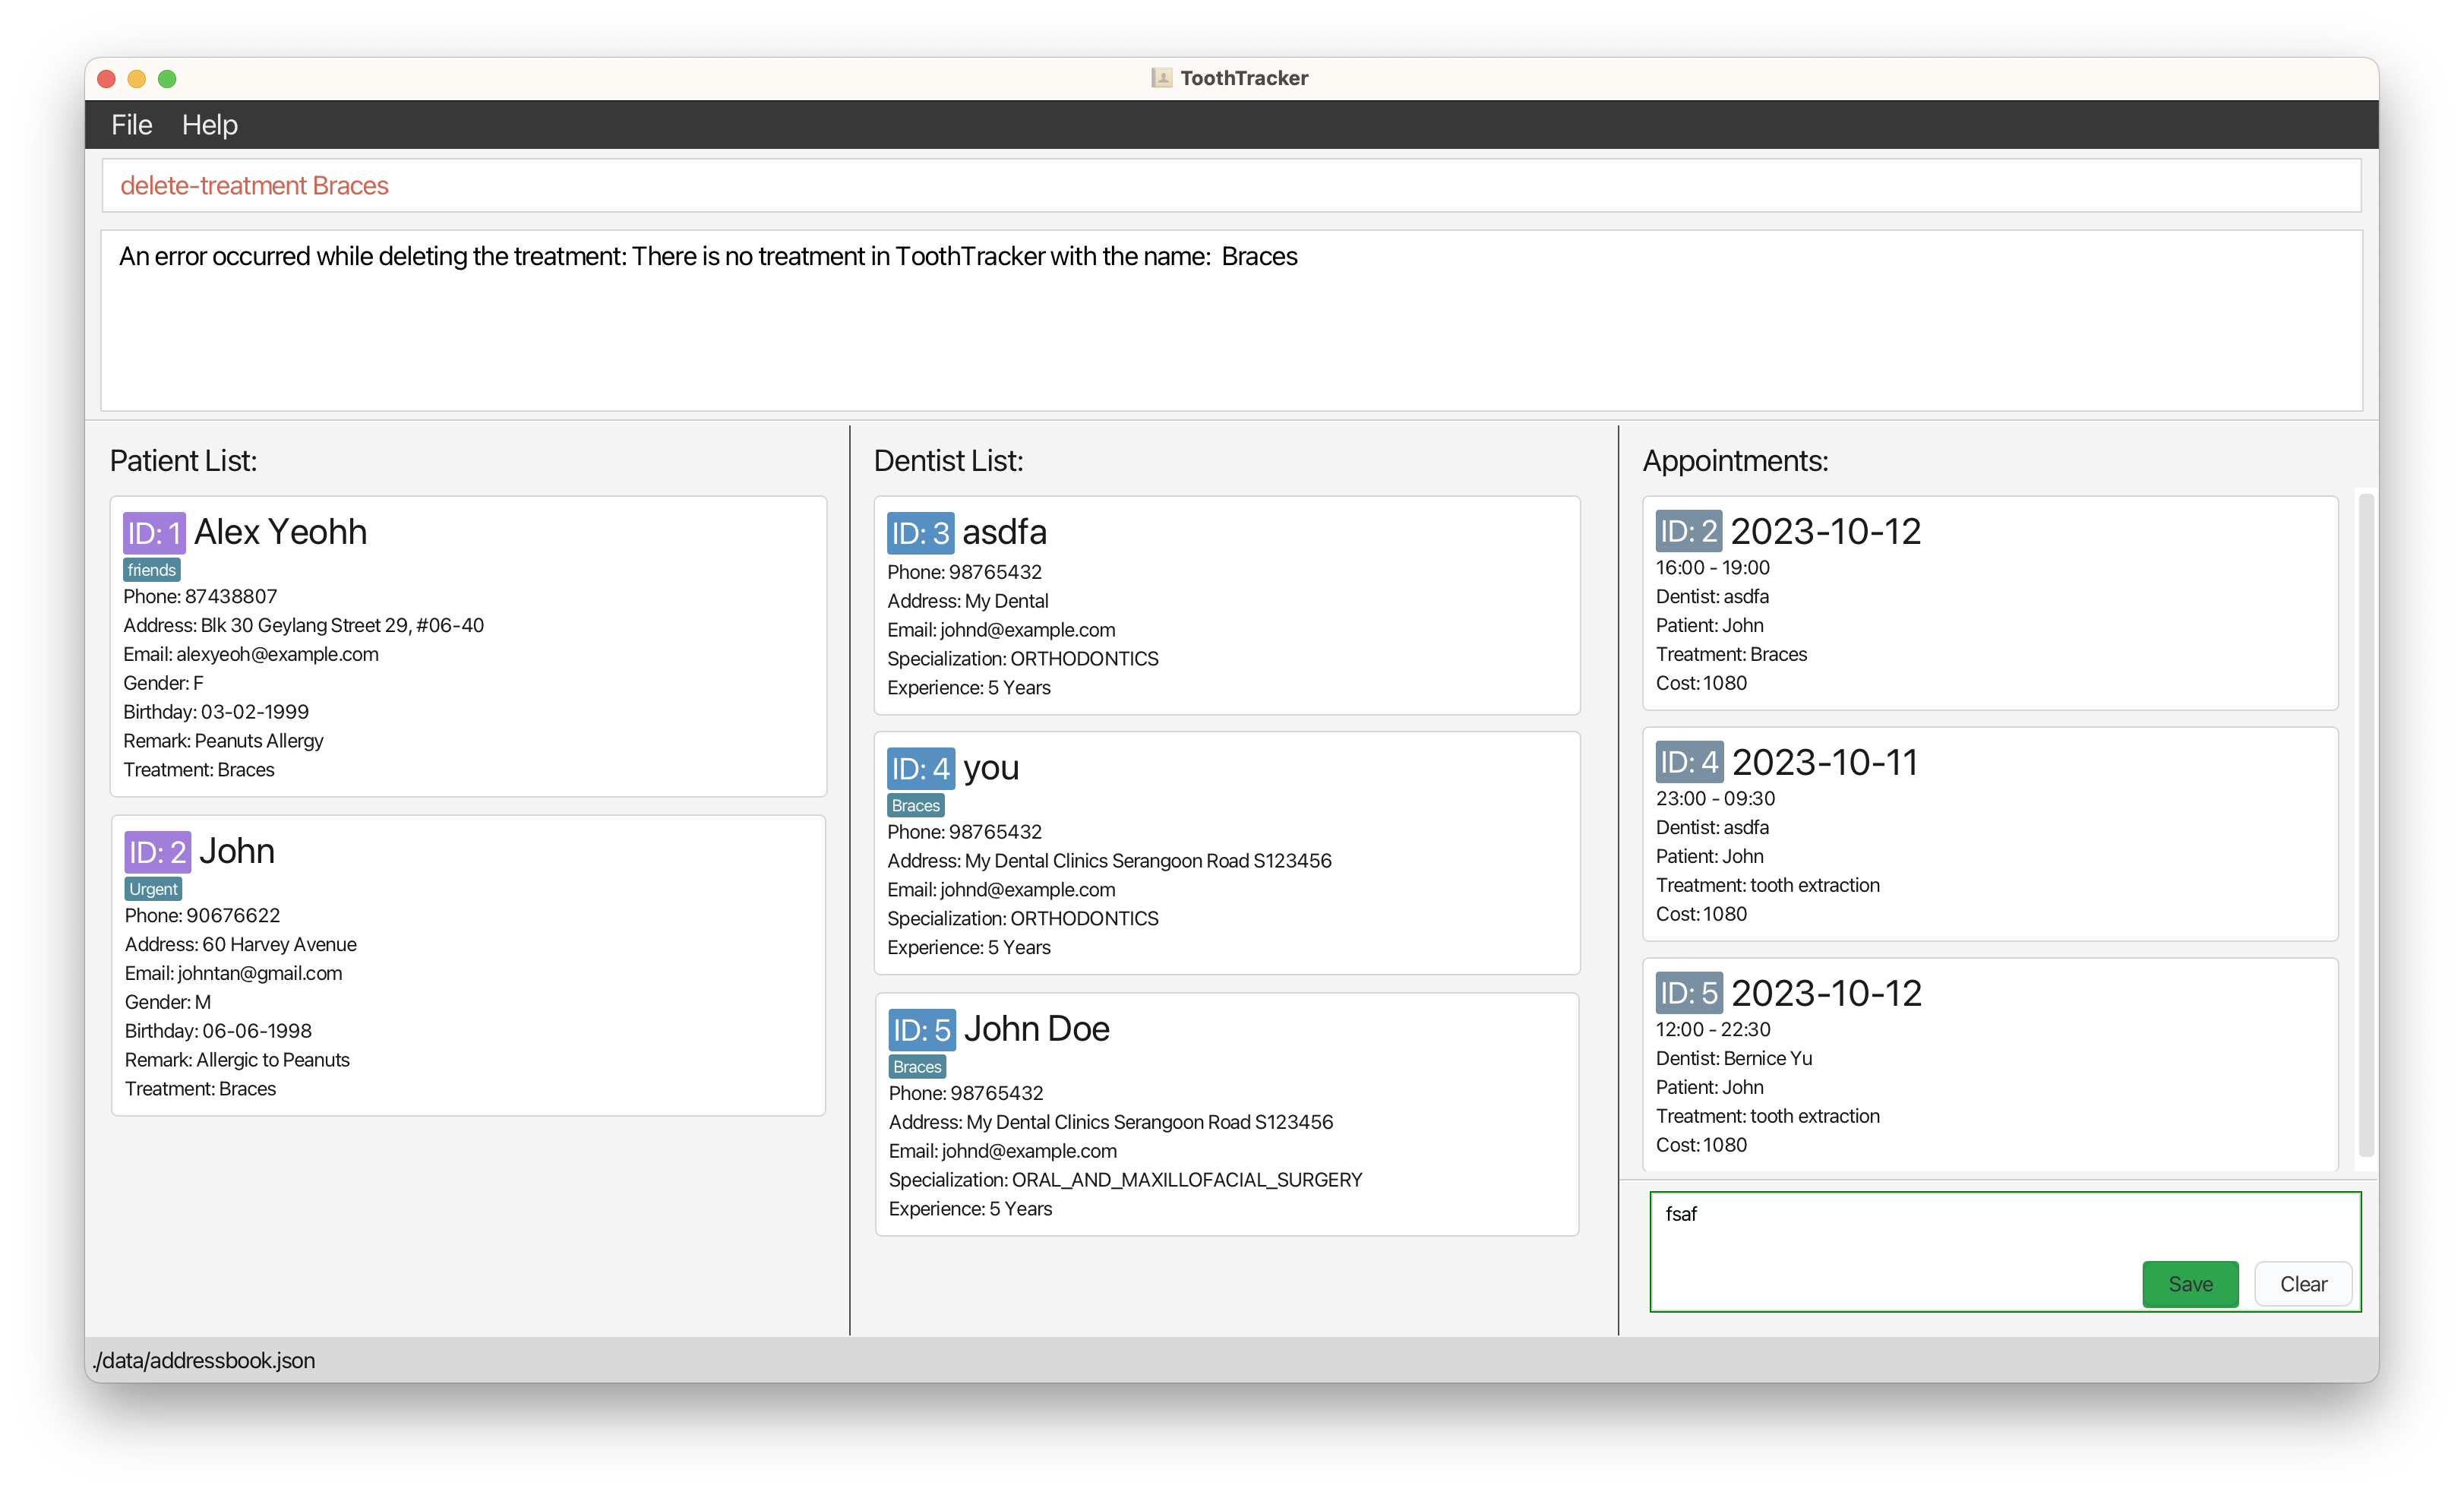 ToothTracker
File Help
delete-treatment Braces
An error occurred while deleting the treatment: There is no treatment in ToothTracker with the name:  Braces
Patient List:
ID: 1 Alex Yeohh
friends
Phone: 87438807
Address: Blk 30 Geylang Street 29, #06-40
Email: alexyeoh@example.com
Gender: F
Birthday: 03-02-1999
Remark: Peanuts Allergy
Treatment: Braces
ID: 2 John
Urgent
Phone: 90676622
Address: 60 Harvey Avenue
Email: johntan@gmail.com
Gender: M
Birthday: 06-06-1998
Remark: Allergic to Peanuts
Treatment: Braces
Dentist List:
ID: 3 asdfa
Phone: 98765432
Address: My Dental
Email: johnd@example.com
Specialization: ORTHODONTICS
Experience: 5 Years
ID: 4 you
Braces
Phone: 98765432
Address: My Dental Clinics Serangoon Road S123456
Email: johnd@example.com
Specialization: ORTHODONTICS
Experience: 5 Years
ID: 5 John Doe
Braces
Phone: 98765432
Address: My Dental Clinics Serangoon Road S123456
Email: johnd@example.com
Specialization: ORAL_AND_MAXILLOFACIAL_SURGERY
Experience: 5 Years
Appointments:
ID: 2 2023-10-12
16:00 - 19:00
Dentist: asdfa
Patient: John
Treatment: Braces
Cost: 1080
ID: 4 2023-10-11
23:00 - 09:30
Dentist: asdfa
Patient: John
Treatment: tooth extraction
Cost: 1080
ID: 5 2023-10-12
12:00 - 22:30
Dentist: Bernice Yu
Patient: John
Treatment: tooth extraction
Cost: 1080
fsaf
Save Clear
./data/addressbook.json